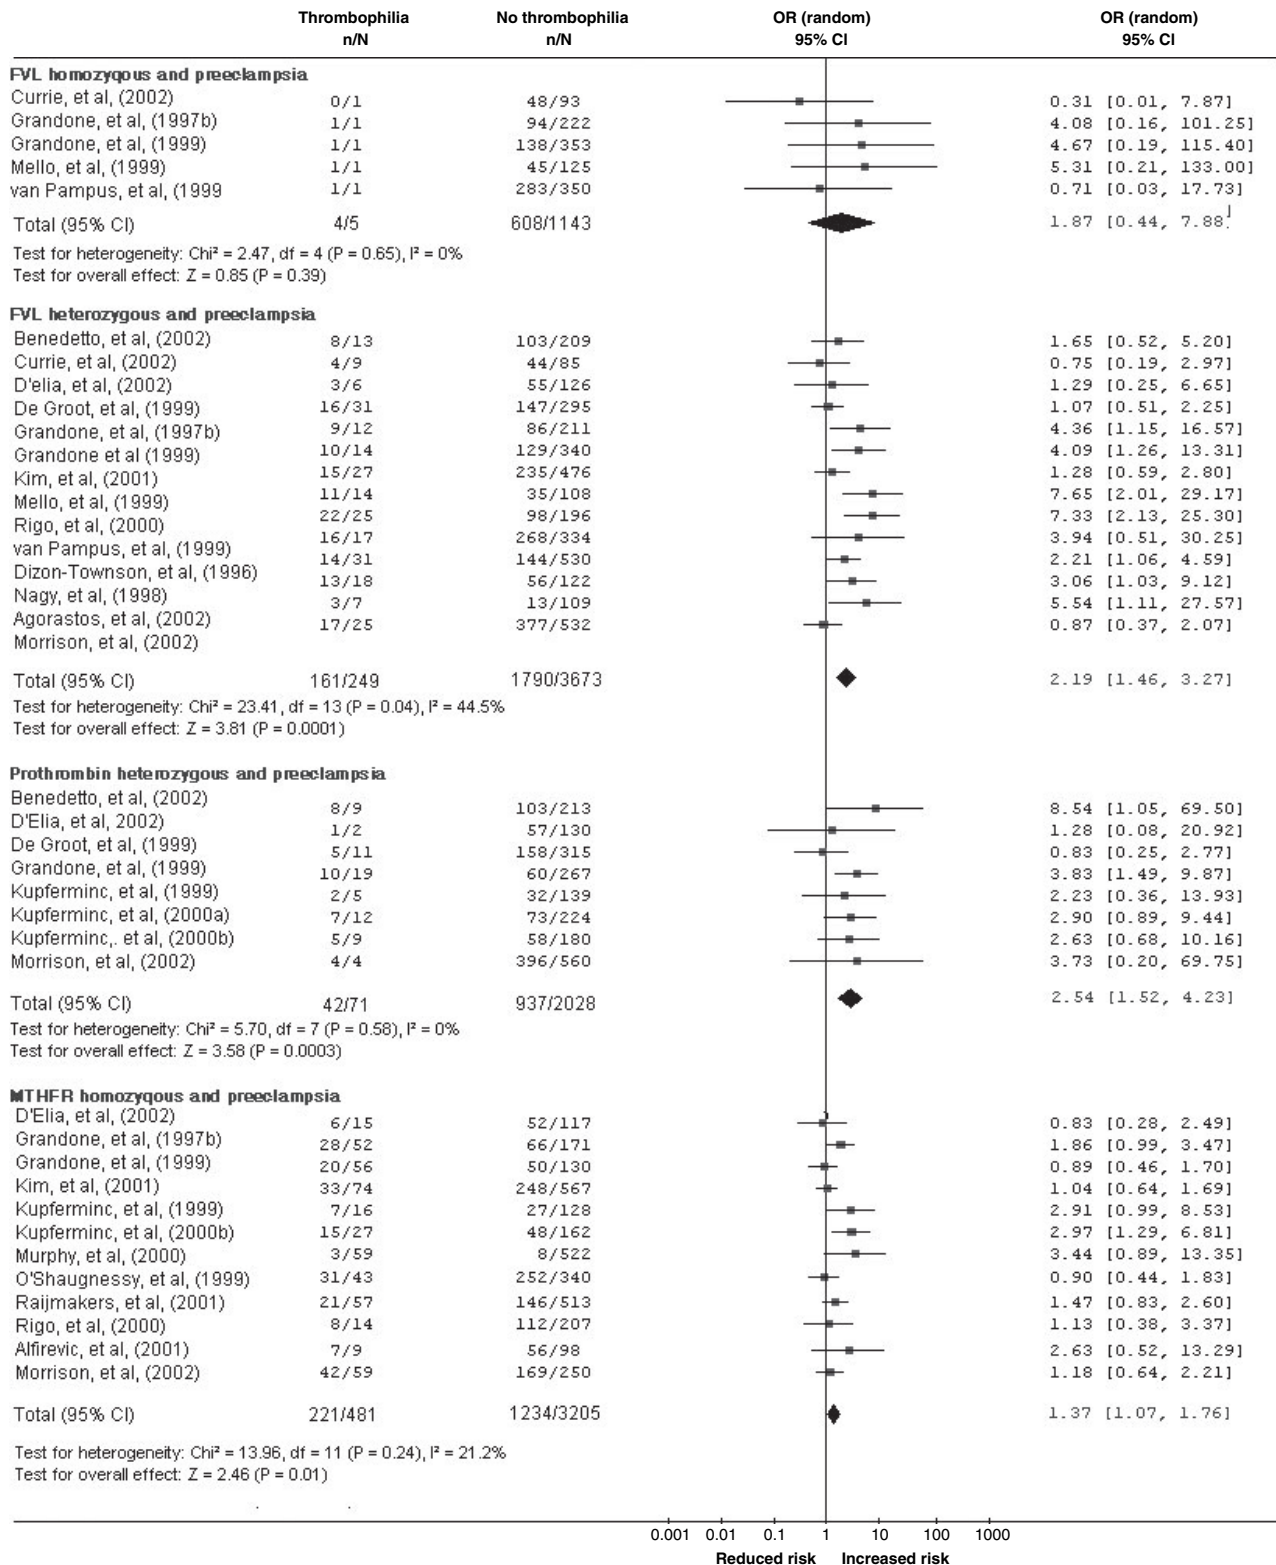 Thrombophilia No thrombophilia OR (random) OR (random)
n/N n/N 95% CI 95% CI
FVL homozygous and preeclampsia
Currie, et al, (2002) 0/1 48/93 0.31 [0.01, 7.87]
Grandone, et al, (1997b) 1/1 94/222 4.08 [0.16, 101.25]
Grandone, et al, (1999) 1/1 138/353 4.67 [0.19, 115.40]
Mello, et al, (1999) 1/1 45/125 5.31 [0.21, 133.00]
van Pampus, et al, (1999 1/1 283/350 0.71 [0.03, 17.73]
Total (95% CI) 4/5 608/1143 1.87 [0.44, 7.88]
Test for heterogeneity: Chi² = 2.47, df = 4 (P = 0.65), I² = 0%
Test for overall effect: Z = 0.85 (P = 0.39)
FVL heterozygous and preeclampsia
Benedetto, et al, (2002) 8/13 103/209 1.65 [0.52, 5.20]
Currie, et al, (2002) 4/9 44/85 0.75 [0.19, 2.97]
D'elia, et al, (2002) 3/6 55/126 1.29 [0.25, 6.65]
De Groot, et al, (1999) 16/31 147/295 1.07 [0.51, 2.25]
Grandone, et al, (1997b) 9/12 86/211 4.36 [1.15, 16.57]
Grandone et al (1999) 10/14 129/340 4.09 [1.26, 13.31]
Kim, et al, (2001) 15/27 235/476 1.28 [0.59, 2.80]
Mello, et al, (1999) 11/14 35/108 7.65 [2.01, 29.17]
Rigo, et al, (2000) 22/25 98/196 7.33 [2.13, 25.30]
van Pampus, et al, (1999) 16/17 268/334 3.94 [0.51, 30.25]
Dizon-Townson, et al, (1996) 14/31 144/530 2.21 [1.06, 4.59]
Nagy, et al, (1998) 13/18 56/122 3.06 [1.03, 9.12]
Agorastos, et al, (2002) 3/7 13/109 5.54 [1.11, 27.57]
Morrison, et al, (2002) 17/25 377/532 0.87 [0.37, 2.07]
Total (95% CI) 161/249 1790/3673 2.19 [1.46, 3.27]
Test for heterogeneity: Chi² = 23.41, df = 13 (P = 0.04), I² = 44.5%
Test for overall effect: Z = 3.81 (P = 0.0001)
Prothrombin heterozygous and preeclampsia
Benedetto, et al, (2002) 8/9 103/213 8.54 [1.05, 69.50]
D'Elia, et al, 2002) 1/2 57/130 1.28 [0.08, 20.92]
De Groot, et al, (1999) 5/11 158/315 0.83 [0.25, 2.77]
Grandone, et al, (1999) 10/19 60/267 3.83 [1.49, 9.87]
Kupferminc, et al, (1999) 2/5 32/139 2.23 [0.36, 13.93]
Kupferminc, et al, (2000a) 7/12 73/224 2.90 [0.89, 9.44]
Kupferminc,. et al, (2000b) 5/9 58/180 2.63 [0.68, 10.16]
Morrison, et al, (2002) 4/4 396/560 3.73 [0.20, 69.75]
Total (95% CI) 42/71 937/2028 2.54 [1.52, 4.23]
Test for heterogeneity: Chi² = 5.70, df = 7 (P = 0.58), I² = 0%
Test for overall effect: Z = 3.58 (P = 0.0003)
MTHFR homozygous and preeclampsia
D'Elia, et al, (2002) 6/15 52/117 0.83 [0.28, 2.49]
Grandone, et al, (1997b) 28/52 66/171 1.86 [0.99, 3.47]
Grandone, et al, (1999) 20/56 50/130 0.89 [0.46, 1.70]
Kim, et al, (2001) 33/74 248/567 1.04 [0.64, 1.69]
Kupferminc, et al, (1999) 7/16 27/128 2.91 [0.99, 8.53]
Kupferminc, et al, (2000b) 15/27 48/162 2.97 [1.29, 6.81]
Murphy, et al, (2000) 3/59 8/522 3.44 [0.89, 13.35]
O'Shaugnessy, et al, (1999) 31/43 252/340 0.90 [0.44, 1.83]
Raijmakers, et al, (2001) 21/57 146/513 1.47 [0.83, 2.60]
Rigo, et al, (2000) 8/14 112/207 1.13 [0.38, 3.37]
Alfirevic, et al, (2001) 7/9 56/98 2.63 [0.52, 13.29]
Morrison, et al, (2002) 42/59 169/250 1.18 [0.64, 2.21]
Total (95% CI) 221/481 1234/3205 1.37 [1.07, 1.76]
Test for heterogeneity: Chi² = 13.96, df = 11 (P = 0.24), I² = 21.2%
Test for overall effect: Z = 2.46 (P = 0.01)
0.001 0.01 0.1 1 10 100 1000
Reduced risk Increased risk